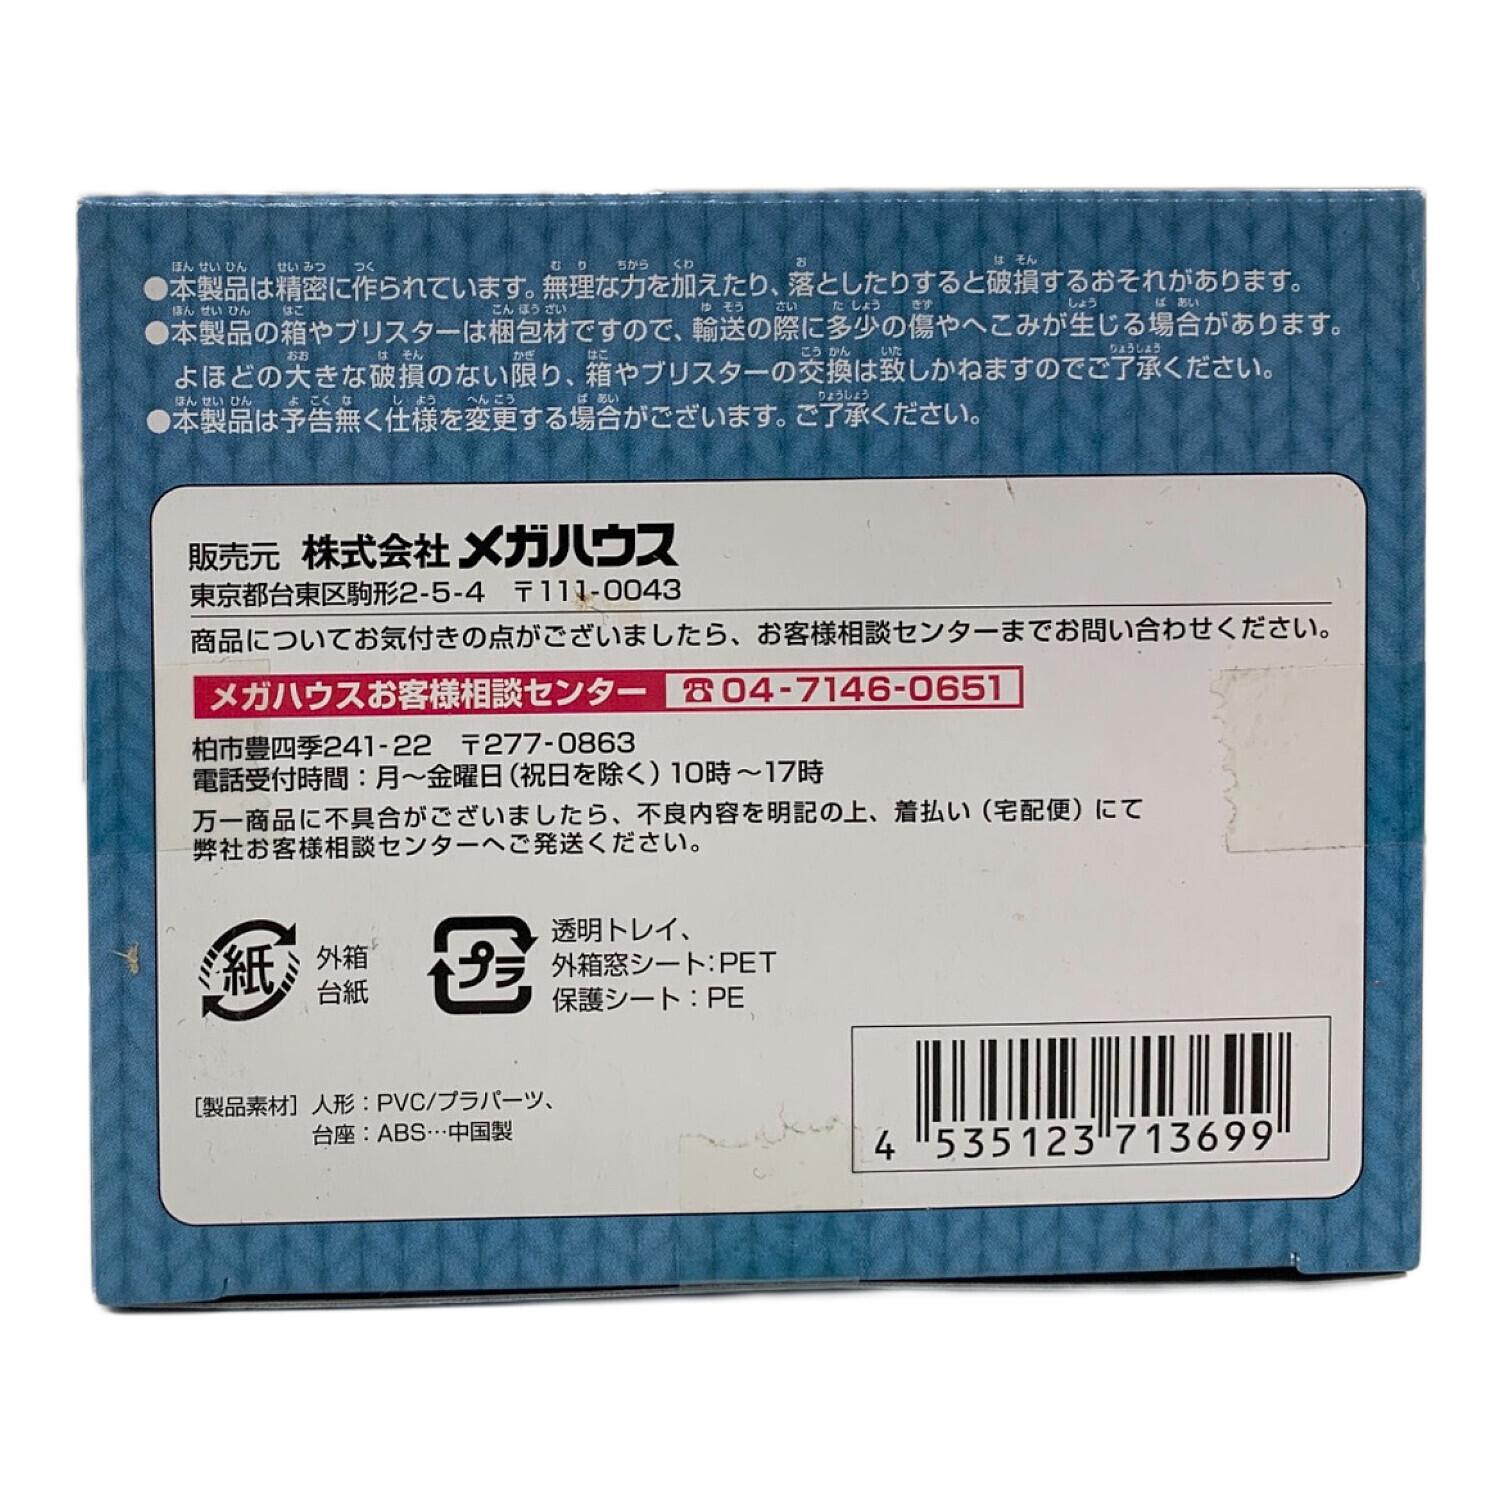 ●本製品は精密に作られています。無理な力を加えたり、落としたりすると破損するおそれがあります。
●本製品の箱やブリスターは梱包材ですので、輸送の際に多少の傷やへこみが生じる場合があります。
よほどの大きな破損のない限り、箱やブリスターの交換は致しかねますのでご了承ください。
●本製品は予告無く仕様を変更する場合がございます。ご了承ください。
販売元 株式会社 メガハウス
東京都台東区駒形2-5-4 〒111-0043
商品についてお気付きの点がございましたら、お客様相談センターまでお問い合わせください。
メガハウスお客様相談センター ☎04-7146-0651
柏市豊四季241-22 〒277-0863
電話受付時間：月～金曜日（祝日を除く）10時～17時
万一商品に不具合がございましたら、不良内容を明記の上、着払い（宅配便）にて
弊社お客様相談センターへご発送ください。
紙 外箱
台紙
プラ 透明トレイ、
外箱窓シート：PET
保護シート：PE
［製品素材］人形：PVC/プラパーツ、
台座：ABS…中国製
4 535123 713699